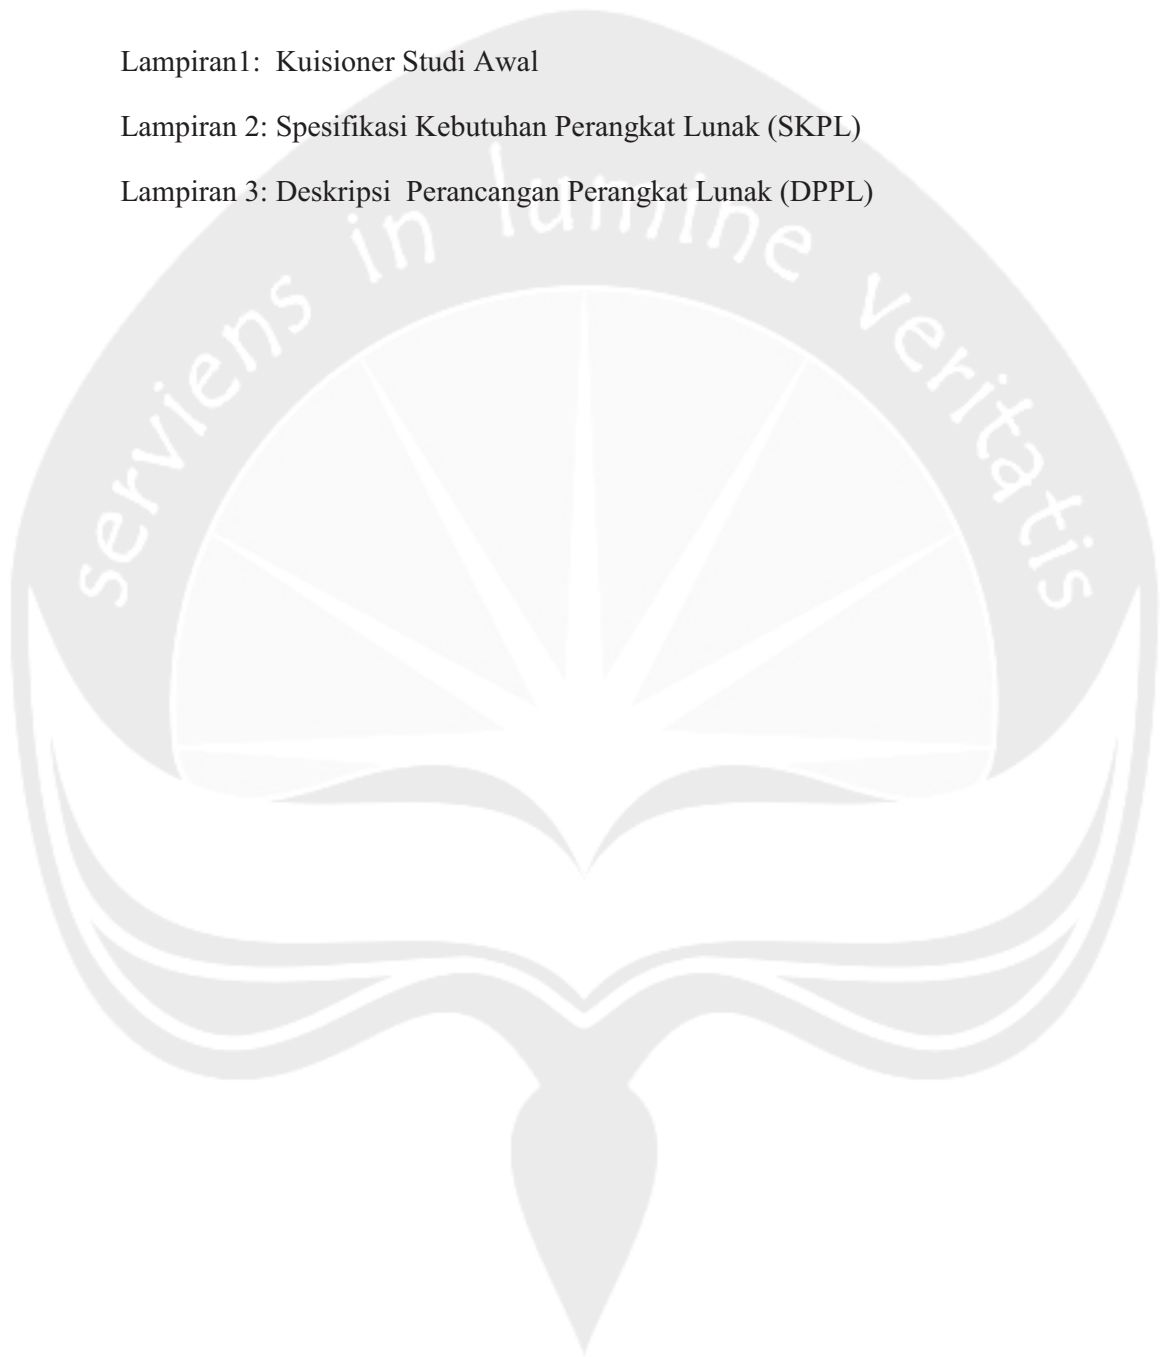 Lampiran1:  Kuisioner Studi Awal
Lampiran 2: Spesifikasi Kebutuhan Perangkat Lunak (SKPL)
Lampiran 3: Deskripsi  Perancangan Perangkat Lunak (DPPL)
serviens in lumine veritatis